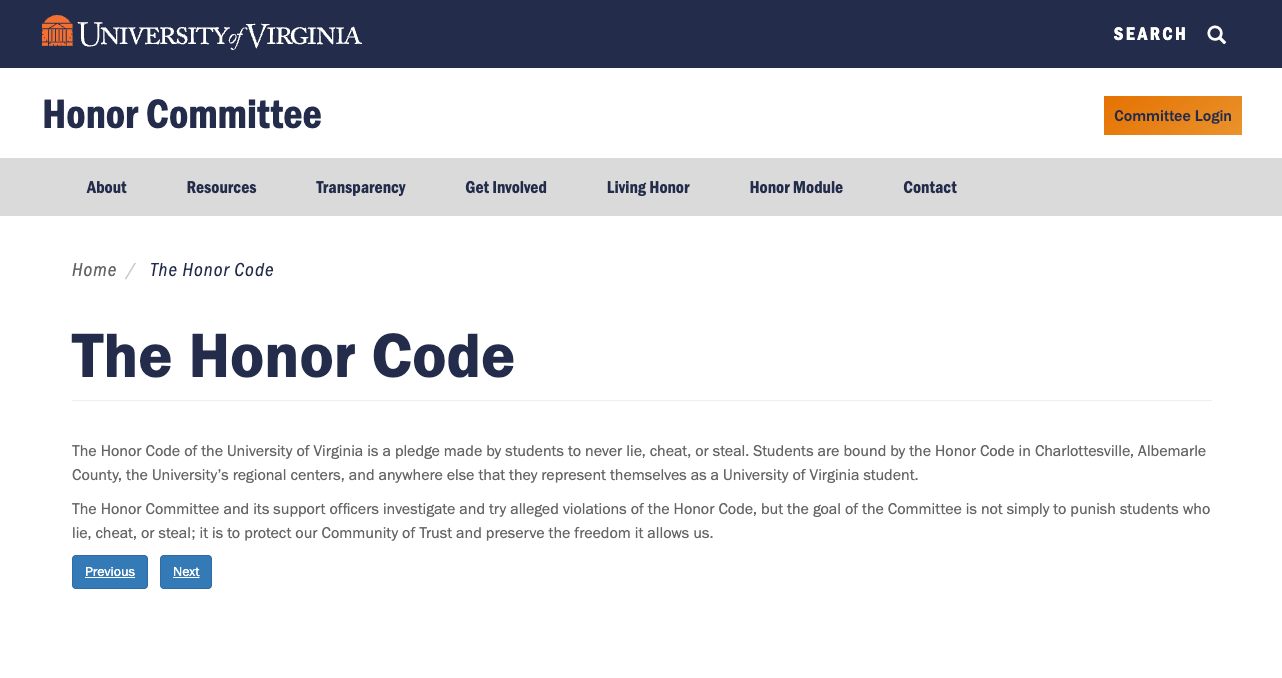 UNIVERSITY of VIRGINIA
SEARCH
Honor Committee
Committee Login
About Resources Transparency Get Involved Living Honor Honor Module Contact
Home / The Honor Code
The Honor Code
The Honor Code of the University of Virginia is a pledge made by students to never lie, cheat, or steal. Students are bound by the Honor Code in Charlottesville, Albemarle
County, the University’s regional centers, and anywhere else that they represent themselves as a University of Virginia student.
The Honor Committee and its support officers investigate and try alleged violations of the Honor Code, but the goal of the Committee is not simply to punish students who
lie, cheat, or steal; it is to protect our Community of Trust and preserve the freedom it allows us.
Previous Next